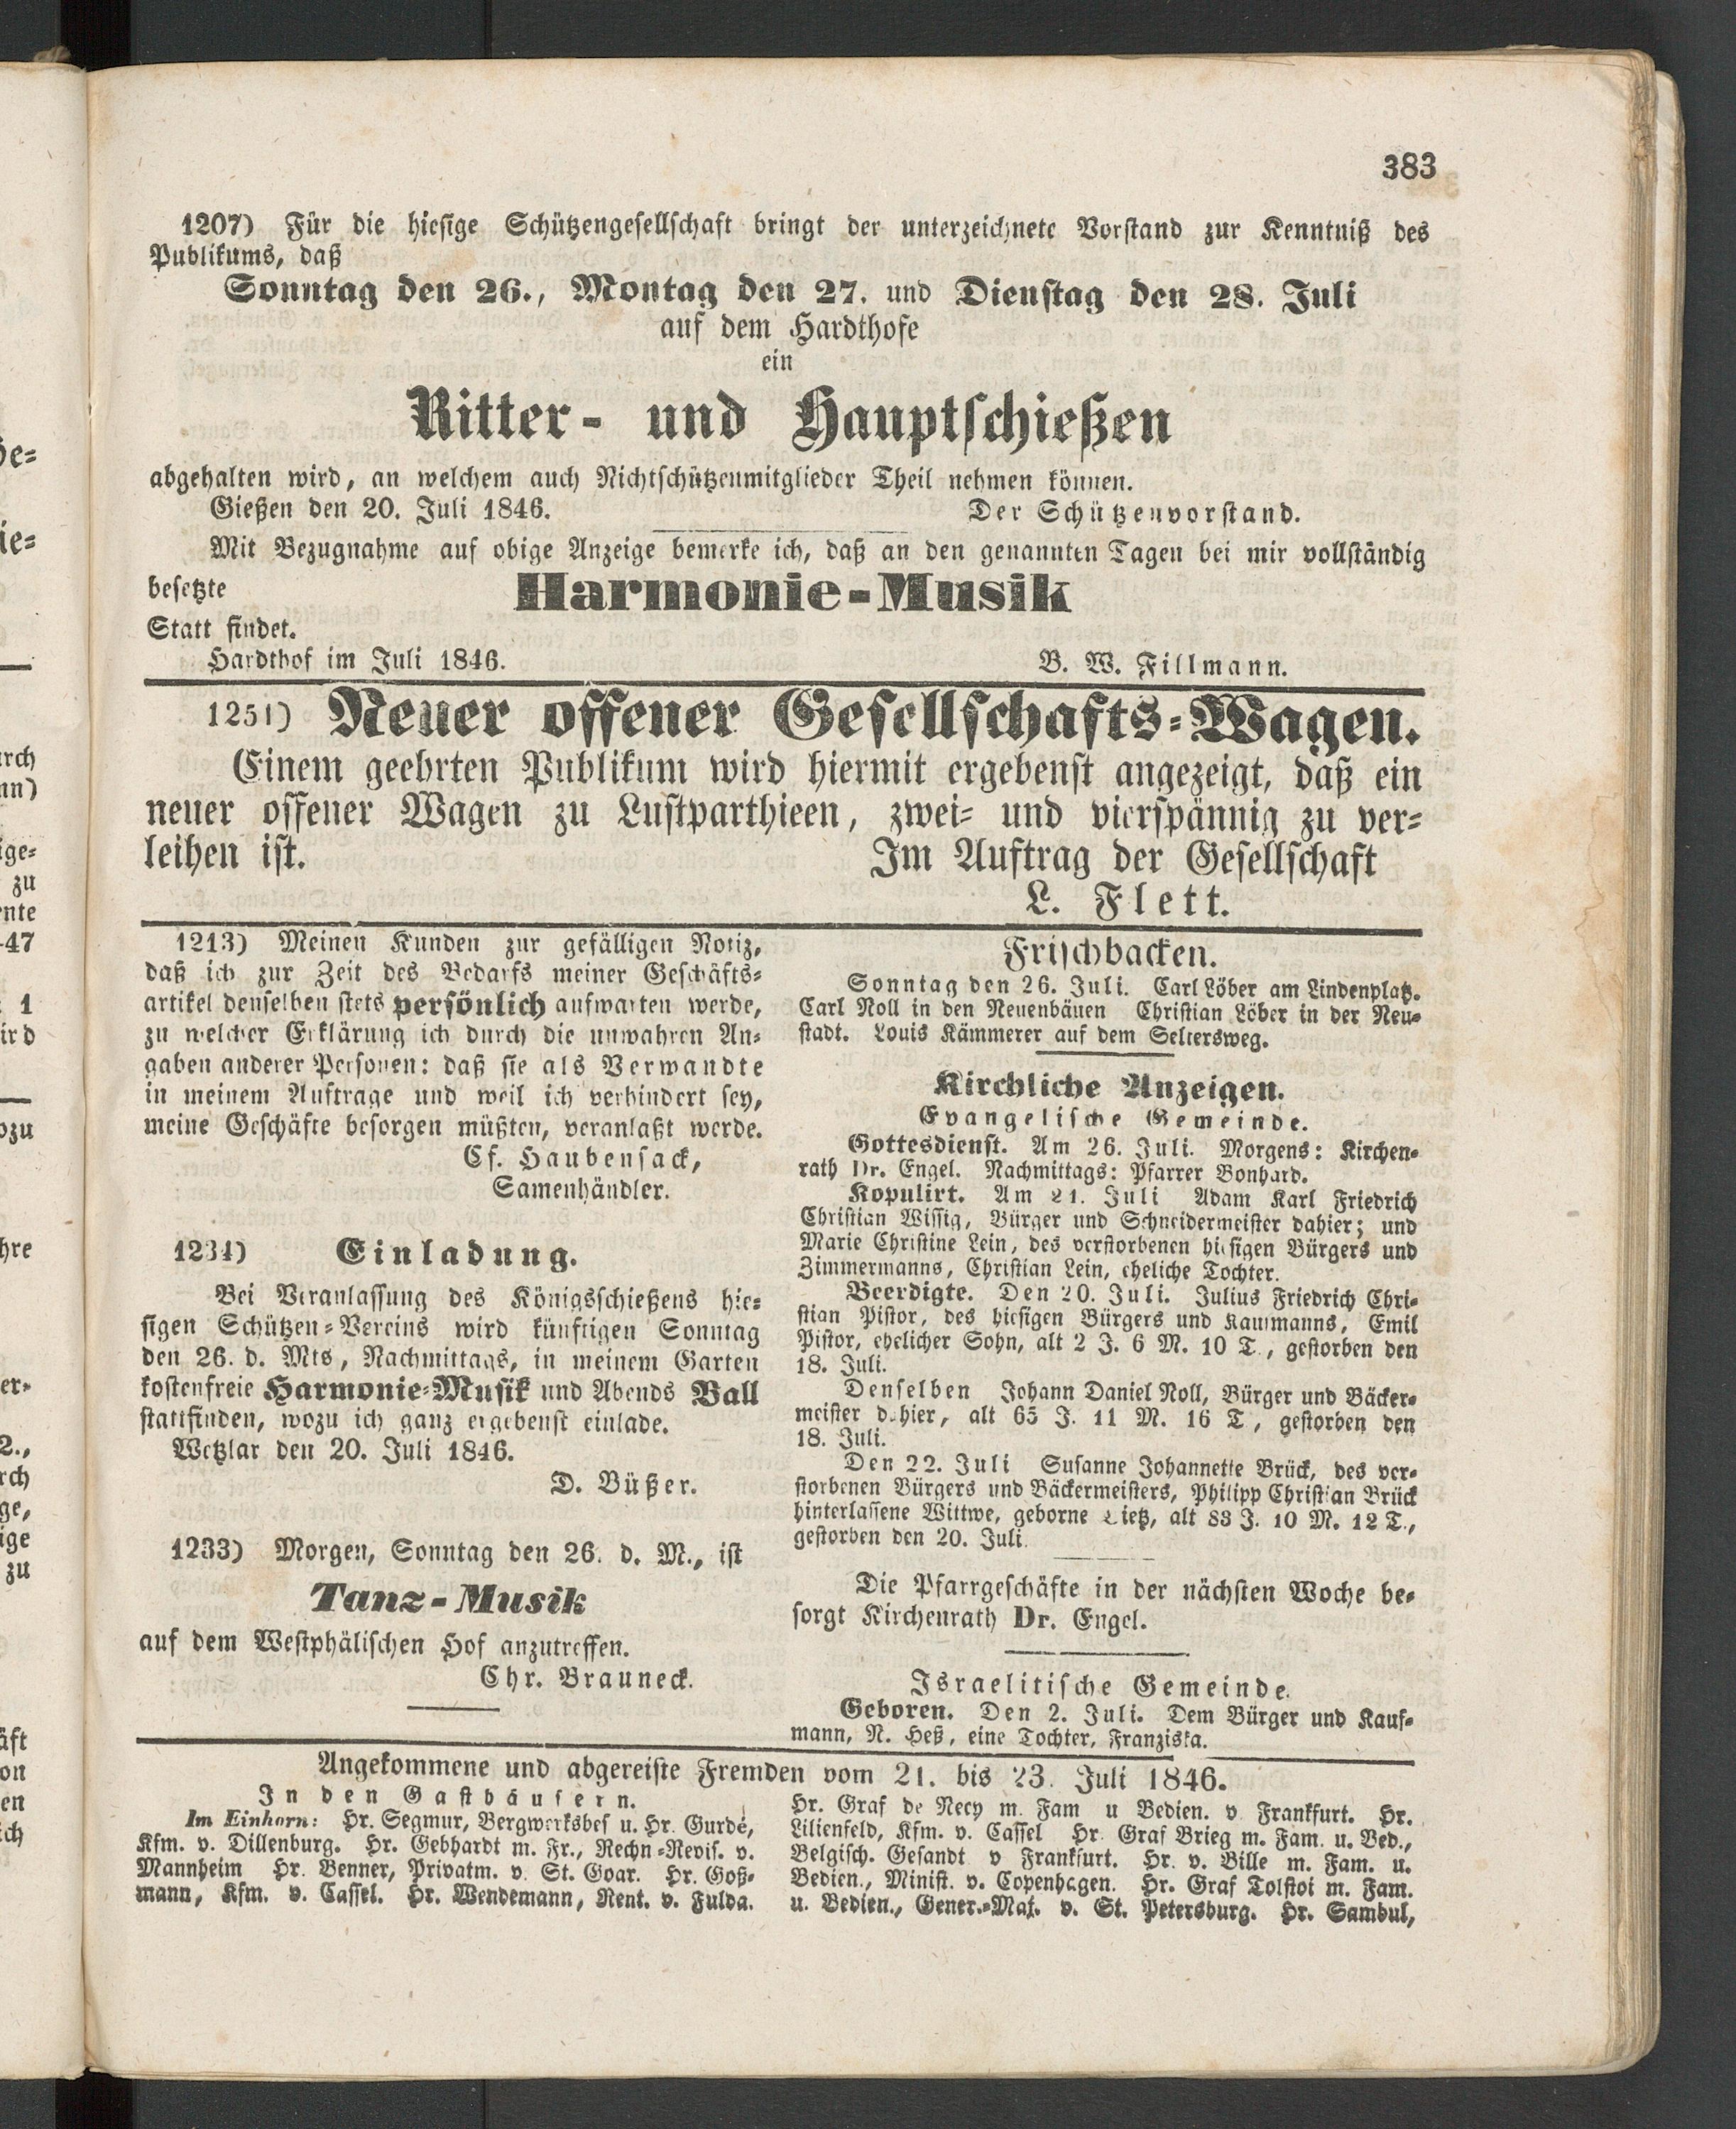 383
1207) Für die hiesige Schützengesellschaft bringt der unterzeichnete Vorstand zur Kenntniß des
Publikums, daß
Sonntag den 26., Montag den 27. und Dienstag den 28. Juli
auf dem Hardthofe
ein
Ritter- und Hauptschießen
abgehalten wird, an welchem auch Nichtschützenmitglieder Theil nehmen können.
Gießen den 20. Juli 1846. Der Schützenvorstand.
Mit Bezugnahme auf obige Anzeige bemerke ich, daß an den genannten Tagen bei mir vollständig
besetzte Harmonie-Musik
Statt findet.
Hardthof im Juli 1846. B. W. Fillmann.
1251) Neuer offener Gesellschafts-Wagen.
Einem geehrten Publikum wird hiermit ergebenst angezeigt, daß ein
neuer offener Wagen zu Lustparthieen, zwei- und vierspännig zu ver-
leihen ist. Im Auftrag der Gesellschaft
L. Flett.
1213) Meinen Kunden zur gefälligen Notiz,
daß ich zur Zeit des Bedarfs meiner Geschäfts-
artikel denselben stets persönlich aufwarten werde,
zu welcher Erklärung ich durch die unwahren An-
gaben anderer Personen: daß sie als Verwandte
in meinem Auftrage und weil ich verhindert sey,
meine Geschäfte besorgen müßten, veranlaßt werde.
Cf. Haubensack,
Samenhändler.
1234) Einladung.
Bei Veranlassung des Königsschießens hie-
sigen Schützen-Vereins wird künftigen Sonntag
den 26. d. Mts, Nachmittags, in meinem Garten
kostenfreie Harmonie-Musik und Abends Ball
stattfinden, wozu ich ganz ergebenst einlade.
Wetzlar den 20. Juli 1846.
D. Büßer.
1233) Morgen, Sonntag den 26. d. M., ist
Tanz-Musik
auf dem Westphälischen Hof anzutreffen.
Chr. Brauneck.
Frischbacken.
Sonntag den 26. Juli. Carl Löber am Lindenplatz.
Carl Noll in den Neuenbäuen Christian Löber in der Neu-
stadt. Louis Kämmerer auf dem Seltersweg.
Kirchliche Anzeigen.
Evangelische Gemeinde.
Gottesdienst. Am 26. Juli. Morgens: Kirchen-
rath Dr. Engel. Nachmittags: Pfarrer Bonhard.
Kopulirt. Am 21. Juli Adam Karl Friedrich
Christian Wissig, Bürger und Schneidermeister dahier; und
Marie Christine Lein, des verstorbenen hiesigen Bürgers und
Zimmermanns, Christian Lein, eheliche Tochter.
Beerdigte. Den 20. Juli. Julius Friedrich Chri-
stian Pistor, des hiesigen Bürgers und Kaufmanns, Emil
Pistor, ehelicher Sohn, alt 2 J. 6 M. 10 T., gestorben den
18. Juli.
Denselben Johann Daniel Noll, Bürger und Bäcker-
meister dahier, alt 65 J. 11 M. 16 T, gestorben den
18. Juli.
Den 22. Juli Susanne Johannette Brück, des ver-
storbenen Bürgers und Bäckermeisters, Philipp Christian Brück
hinterlassene Wittwe, geborne alt 83 J. 10 M. 12 T.,
gestorben den 20. Juli.
Die Pfarrgeschäfte in der nächsten Woche be-
sorgt Kirchenrath Dr. Engel.
Israelitische Gemeinde.
Geboren. Den 2. Juli. Dem Bürger und Kauf-
mann, N. Heß, eine Tochter, Franziska.
Angekommene und abgereiste Fremden vom 21. bis 23. Juli 1846.
In den Gasthäusern.
Im Einhorn: Hr. Segmur, Bergwerksbes u. Hr. Gurdé,
Kfm. v. Dillenburg. Hr. Gebhardt m. Fr., Rechn-Revis. v.
Mannheim Hr. Benner, Privatm. v. St. Goar. Hr. Goß-
mann, Kfm. v. Cassel. Hr. Wendemann, Rent. v. Fulda.
Hr. Graf de Necy m. Fam u Bedien. v. Frankfurt. Hr.
Lilienfeld, Kfm. v. Cassel Hr. Graf Brieg m. Fam. u. Bed.,
Belgisch. Gesandt v Frankfurt. Hr. v. Bille m. Fam. u.
Bedien., Minist. v. Copenhagen. Hr. Graf Tolstoi m. Fam.
u. Bedien., Gener.-Maj. v. St. Petersburg. Hr. Sambul,